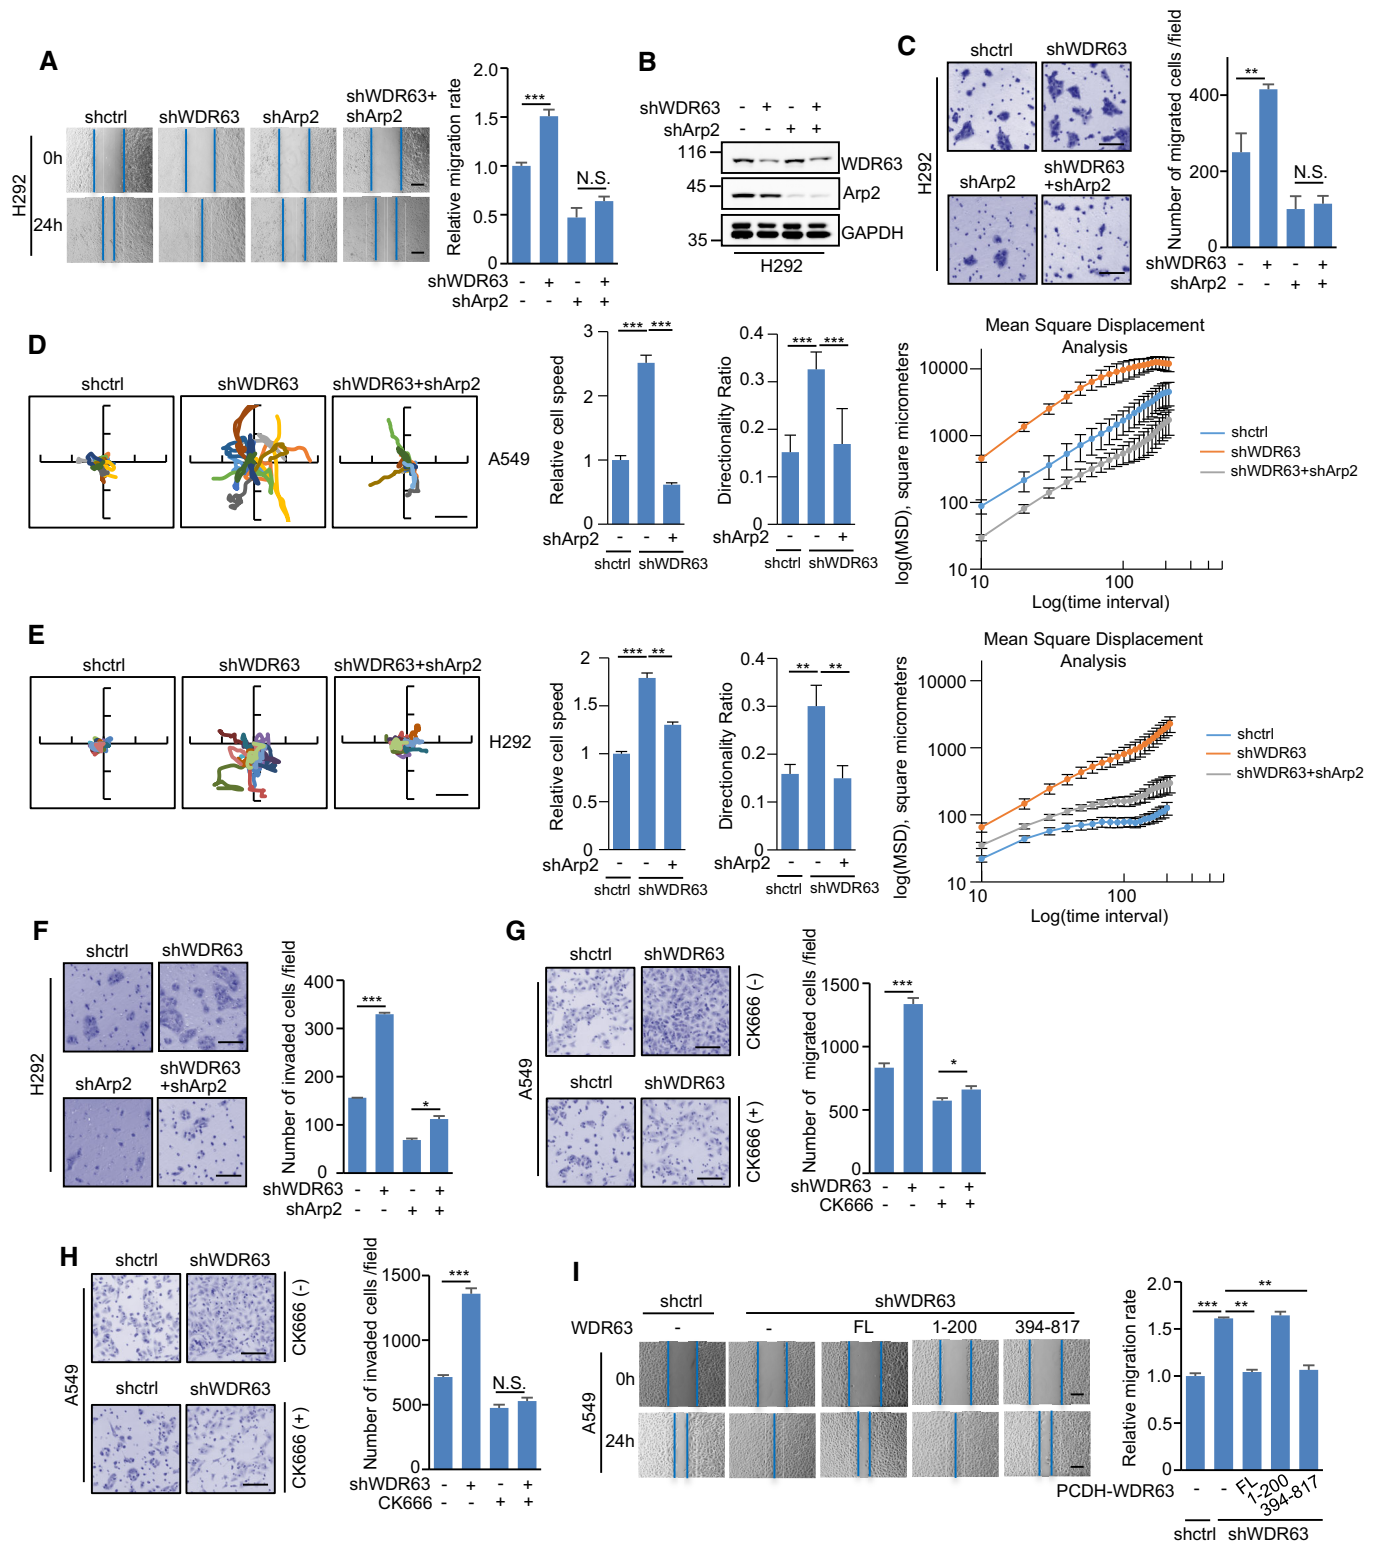 A
shctrl
shWDR63
shArp2
shWDR63+
shArp2
H292
0h
24h
Relative migration rate
2.0
1.5
1.0
0.5
0
***
N.S.
shWDR63 - + - +
shArp2 - - + +
B
shWDR63 - + - +
shArp2 - - + +
116
45
35
WDR63
Arp2
GAPDH
H292
C
shctrl
shWDR63
shArp2
shWDR63
+shArp2
H292
Number of migrated cells /field
400
200
0
**
N.S.
shWDR63 - + - +
shArp2 - - + +
D
shctrl
shWDR63
shWDR63+shArp2
A549
Relative cell speed
3
2
1
0
*** ***
shArp2 - - +
shctrl shWDR63
Directionality Ratio
0.4
0.3
0.2
0.1
0
*** ***
shArp2 - - +
shctrl shWDR63
Mean Square Displacement
Analysis
log(MSD), square micrometers
10000
1000
100
10
10 100
Log(time interval)
shctrl
shWDR63
shWDR63+shArp2
E
shctrl
shWDR63
shWDR63+shArp2
H292
Relative cell speed
2
1.5
1
0.5
0
*** **
shArp2 - - +
shctrl shWDR63
Directionality Ratio
0.4
0.3
0.2
0.1
0
** **
shArp2 - - +
shctrl shWDR63
Mean Square Displacement
Analysis
log(MSD), square micrometers
10000
1000
100
10
10 100
Log(time interval)
shctrl
shWDR63
shWDR63+shArp2
F
shctrl
shWDR63
shArp2
shWDR63
+shArp2
H292
Number of invaded cells /field
400
300
200
100
0
***
*
shWDR63 - + - +
shArp2 - - + +
G
shctrl
shWDR63
CK666 (-)
shctrl
shWDR63
CK666 (+)
A549
Number of migrated cells /field
1500
1000
500
0
***
*
shWDR63 - + - +
CK666 - - + +
H
shctrl
shWDR63
CK666 (-)
shctrl
shWDR63
CK666 (+)
A549
Number of invaded cells /field
1500
1000
500
0
***
N.S.
shWDR63 - + - +
CK666 - - + +
I
shctrl
shWDR63
WDR63 - - FL 1-200 394-817
A549
0h
24h
Relative migration rate
2.0
1.5
1.0
0.5
0
*** **
**
PCDH-WDR63 - - FL 1-200 394-817
shctrl shWDR63